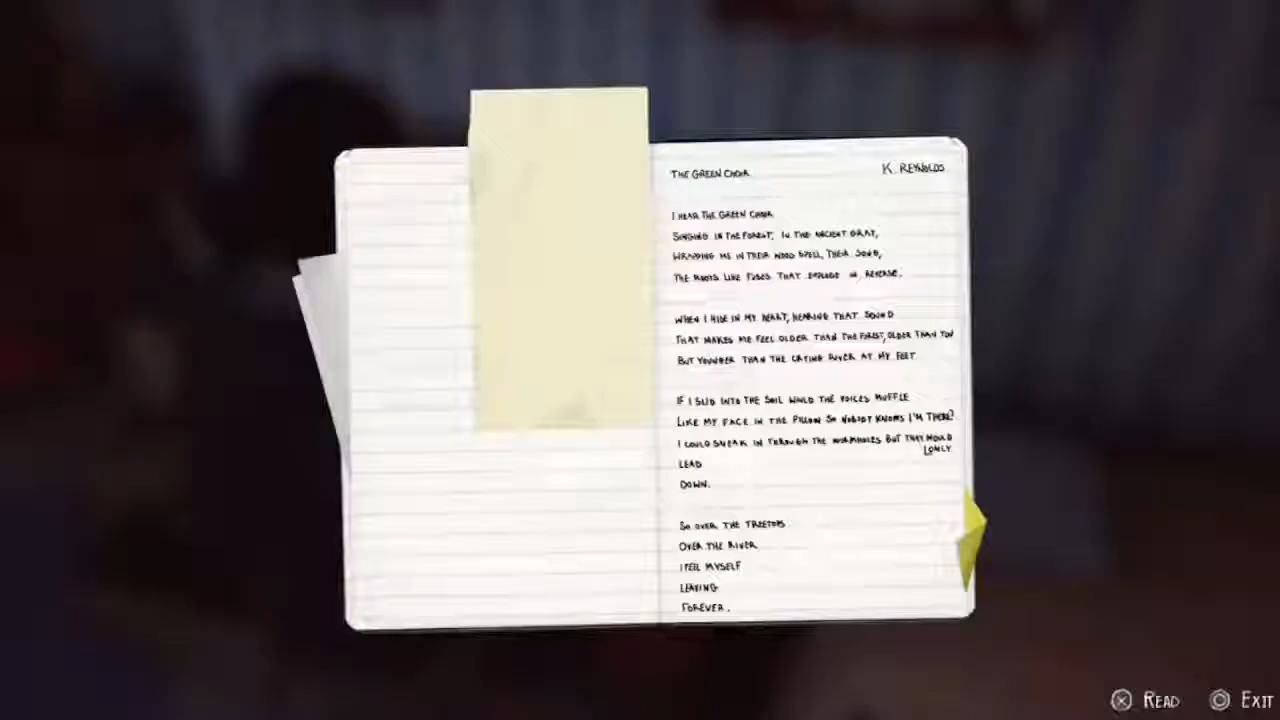 THE GREEN CHOIR
K. REYNOLDS
I HEAR THE GREEN CHOIR
SINGING IN THE FOREST, IN THE ANCIENT GRAY,
WRAPPING ME IN THEIR WOOD SPELL, THEIR SONG,
THE ROOTS LIKE FUSES THAT EXPLODE IN REVERSE.
WHEN I HIDE IN MY HEART, HEARING THAT SOUND
THAT MAKES ME FEEL OLDER THAN THE FOREST, OLDER THAN YOU
BUT YOUNGER THAN THE CRYING RIVER AT MY FEET
IF I SLID INTO THE SOIL WOULD THE VOICES MUFFLE
LIKE MY FACE IN THE PILLOW SO NOBODY KNOWS I'M THERE?
I COULD SNEAK IN THROUGH THE WORMHOLES BUT THEY WOULD
LONLY
LEAD
DOWN.
SO OVER THE TREETOPS
OVER THE RIVER
I FEEL MYSELF
LEAVING
FOREVER.
READ
EXIT